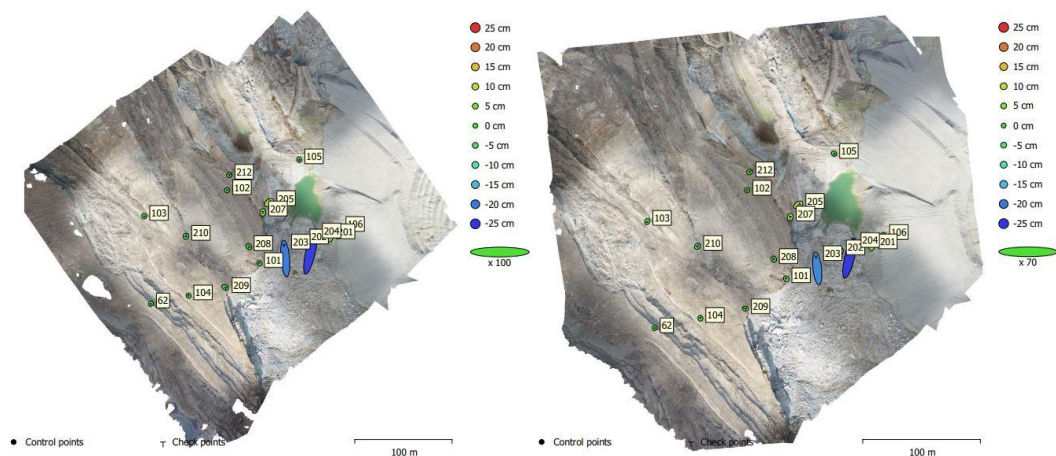 25 cm
20 cm
15 cm
10 cm
5 cm
0 cm
-5 cm
-10 cm
-15 cm
-20 cm
-25 cm
x 100
105
212
102
205
207
103
210
208
203
204
201
106
101
209
104
62
Control points
Check points
100 m
25 cm
20 cm
15 cm
10 cm
5 cm
0 cm
-5 cm
-10 cm
-15 cm
-20 cm
-25 cm
x 70
105
212
102
205
207
103
210
208
203
202
204
106
201
101
209
104
62
Control points
Check points
100 m